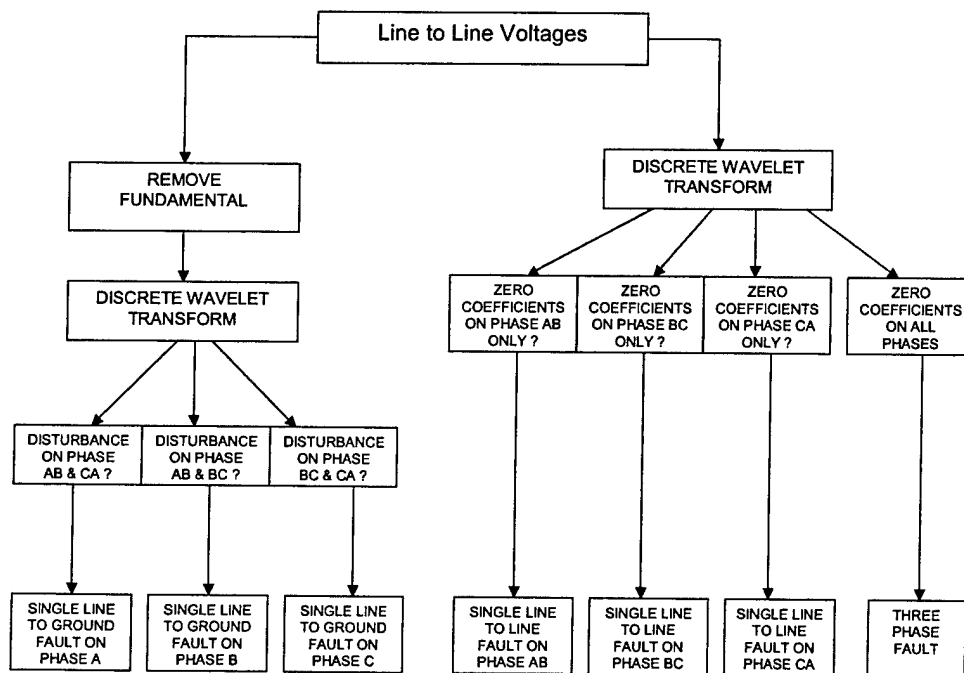 Line to Line Voltages
REMOVE
FUNDAMENTAL
DISCRETE WAVELET
TRANSFORM
DISCRETE WAVELET
TRANSFORM
ZERO
COEFFICIENTS
ON PHASE AB
ONLY ?
ZERO
COEFFICIENTS
ON PHASE BC
ONLY ?
ZERO
COEFFICIENTS
ON PHASE CA
ONLY ?
ZERO
COEFFICIENTS
ON ALL
PHASES
DISTURBANCE
ON PHASE
AB & CA ?
DISTURBANCE
ON PHASE
AB & BC ?
DISTURBANCE
ON PHASE
BC & CA ?
SINGLE LINE
TO GROUND
FAULT ON
PHASE A
SINGLE LINE
TO GROUND
FAULT ON
PHASE B
SINGLE LINE
TO GROUND
FAULT ON
PHASE C
SINGLE LINE
TO LINE
FAULT ON
PHASE AB
SINGLE LINE
TO LINE
FAULT ON
PHASE BC
SINGLE LINE
TO LINE
FAULT ON
PHASE CA
THREE
PHASE
FAULT